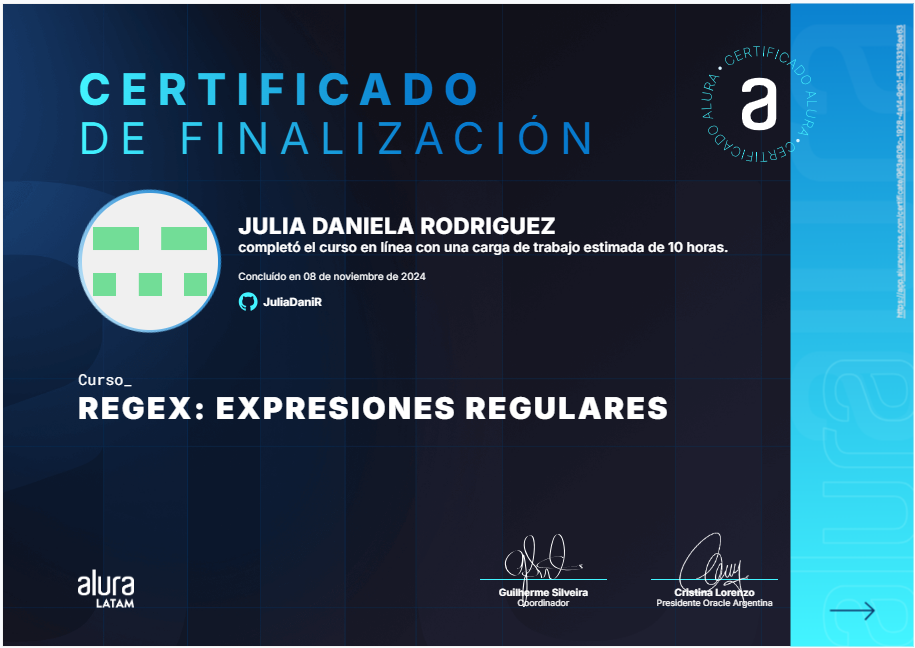 CERTIFICADO
DE FINALIZACIÓN
CERTIFICADO ALURA • CERTIFICADO ALURA •
a
JULIA DANIELA RODRIGUEZ
completó el curso en línea con una carga de trabajo estimada de 10 horas.
Concluído en 08 de noviembre de 2024
JuliaDaniR
Curso_
REGEX: EXPRESIONES REGULARES
alura
LATAM
Guilherme Silveira
Coordinador
Cristina Lorenzo
Presidente Oracle Argentina
alura